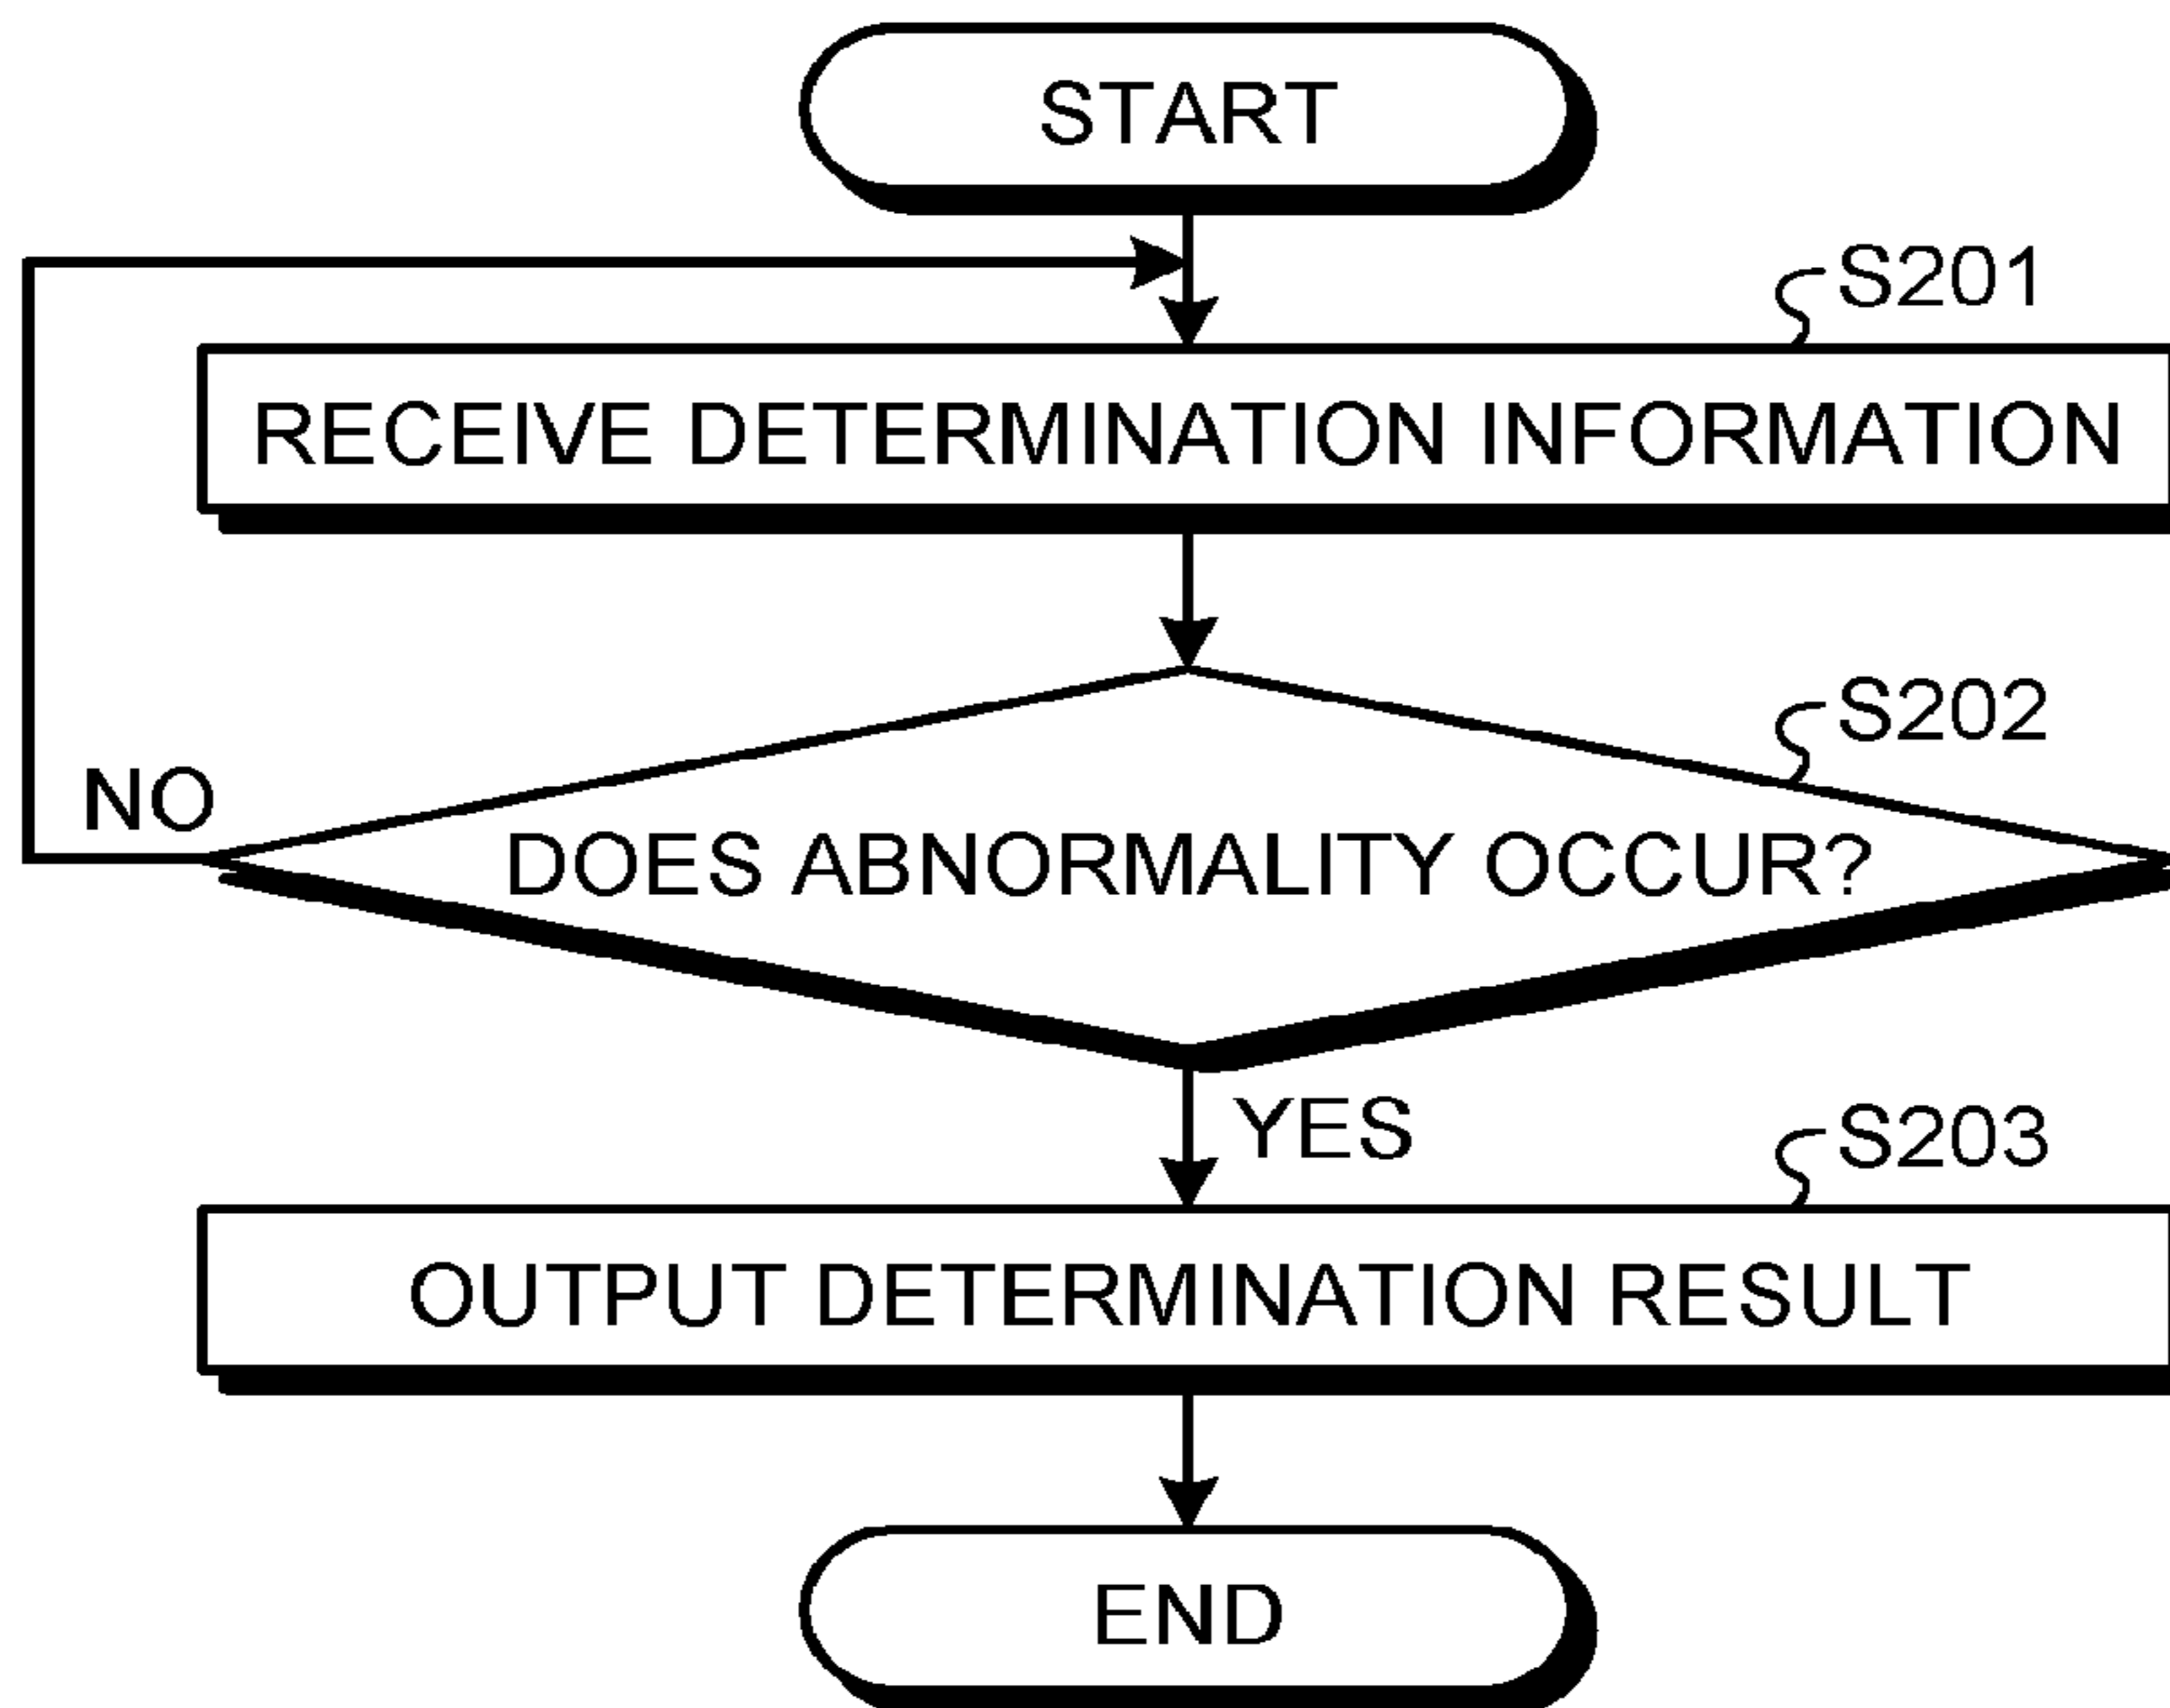 START
S201
RECEIVE DETERMINATION INFORMATION
S202
NO
DOES ABNORMALITY OCCUR?
YES
S203
OUTPUT DETERMINATION RESULT
END